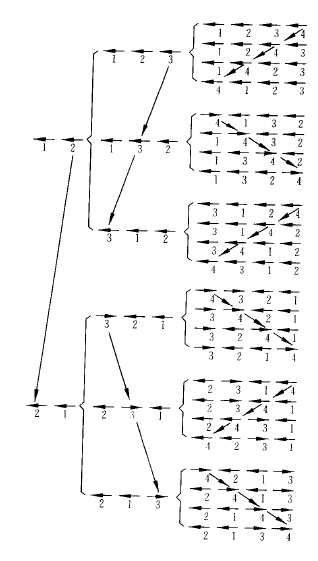 1 2
1 2 3
1 2 3 4
1 2 4 3
1 4 2 3
4 1 2 3
1 3 2
4 1 3 2
1 4 3 2
1 3 4 2
1 3 2 4
3 1 2
3 1 2 4
3 1 4 2
3 4 1 2
4 3 1 2
2 1
3 2 1
4 3 2 1
3 4 2 1
3 2 4 1
3 2 1 4
2 3 1
2 3 1 4
2 3 4 1
2 4 3 1
4 2 3 1
2 1 3
4 2 1 3
2 4 1 3
2 1 4 3
2 1 3 4